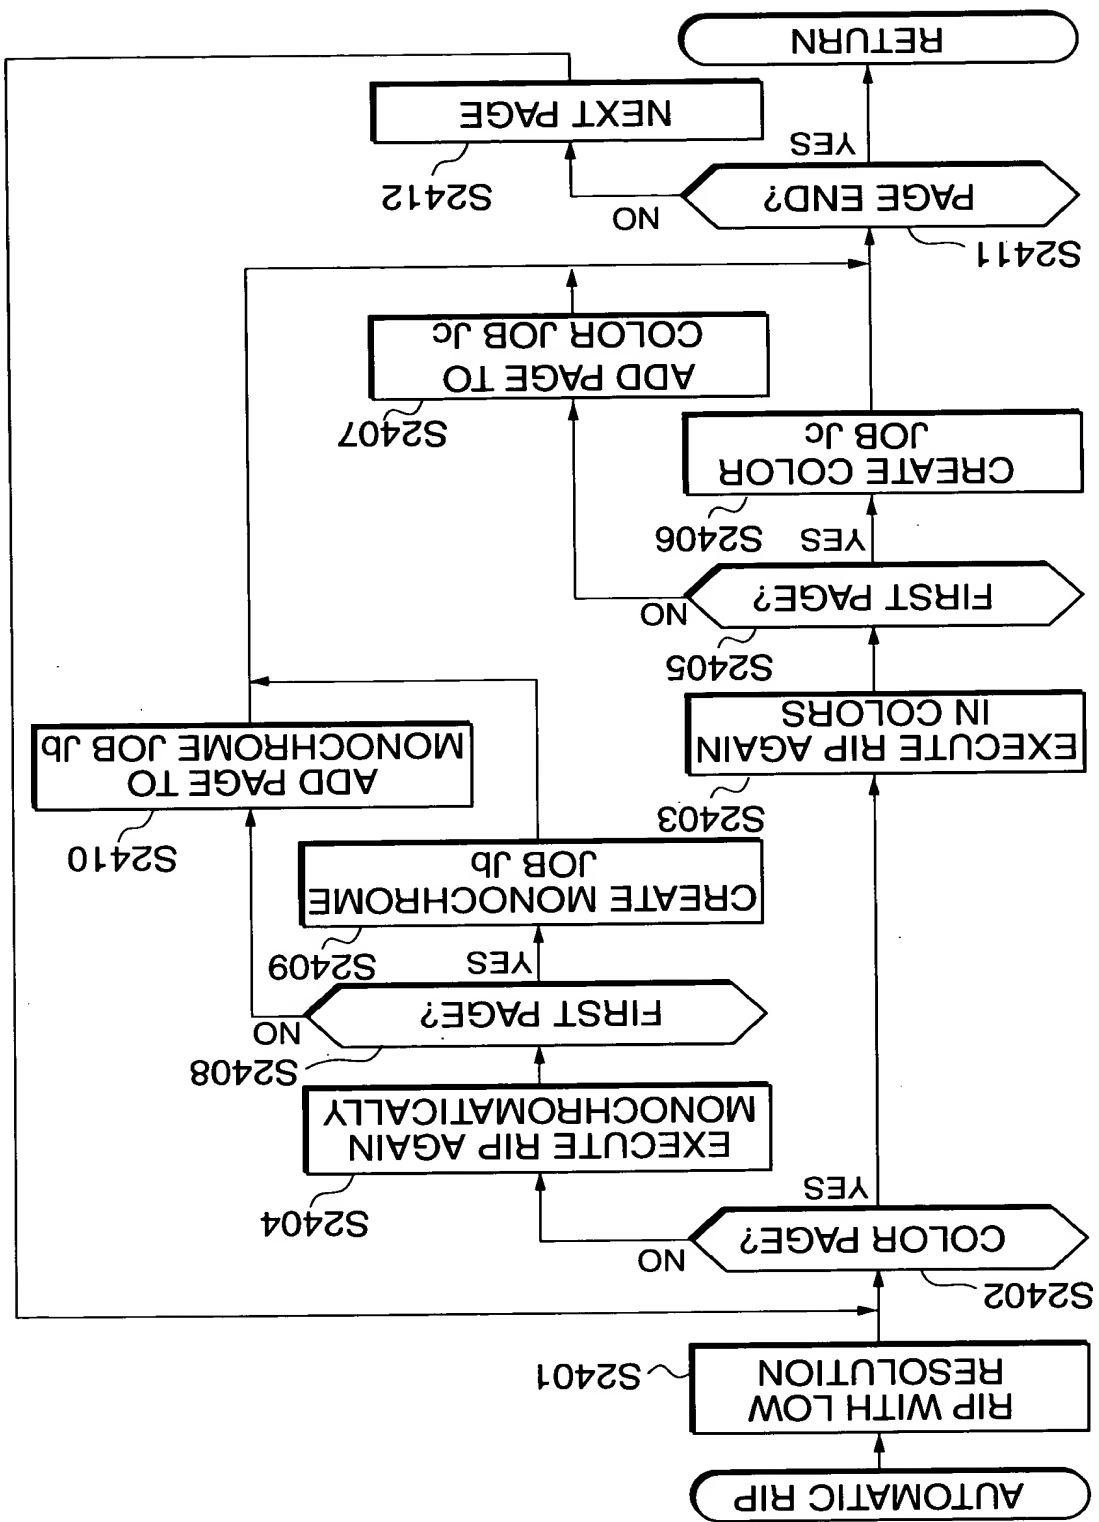 AUTOMATIC RIP
RIP WITH LOW
RESOLUTION
S2401
S2402
COLOR PAGE?
NO
YES
S2404
EXECUTE RIP AGAIN
MONOCHROMATICALLY
S2408
FIRST PAGE?
NO
YES
S2409
CREATE MONOCHROME
JOB Jb
S2410
ADD PAGE TO
MONOCHROME JOB Jb
S2403
EXECUTE RIP AGAIN
IN COLORS
S2405
FIRST PAGE?
NO
YES
S2406
CREATE COLOR
JOB Jc
S2407
ADD PAGE TO
COLOR JOB Jc
S2411
PAGE END?
NO
YES
S2412
NEXT PAGE
RETURN